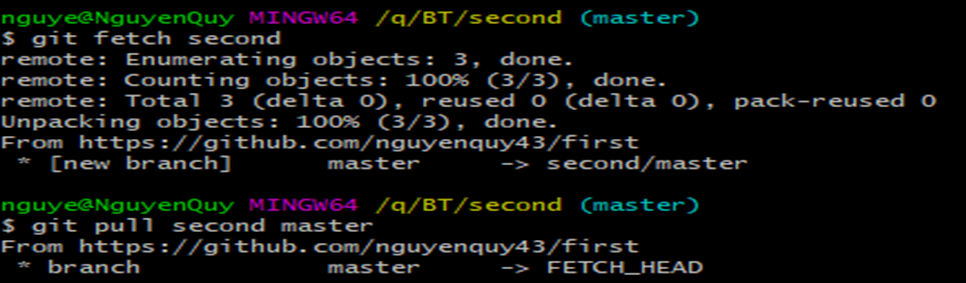 nguye@NguyenQuy MINGW64 /q/BT/second (master)
$ git fetch second
remote: Enumerating objects: 3, done.
remote: Counting objects: 100% (3/3), done.
remote: Total 3 (delta 0), reused 0 (delta 0), pack-reused 0
Unpacking objects: 100% (3/3), done.
From https://github.com/nguyenquy43/first
 * [new branch]      master     -> second/master
nguye@NguyenQuy MINGW64 /q/BT/second (master)
$ git pull second master
From https://github.com/nguyenquy43/first
 * branch            master     -> FETCH_HEAD